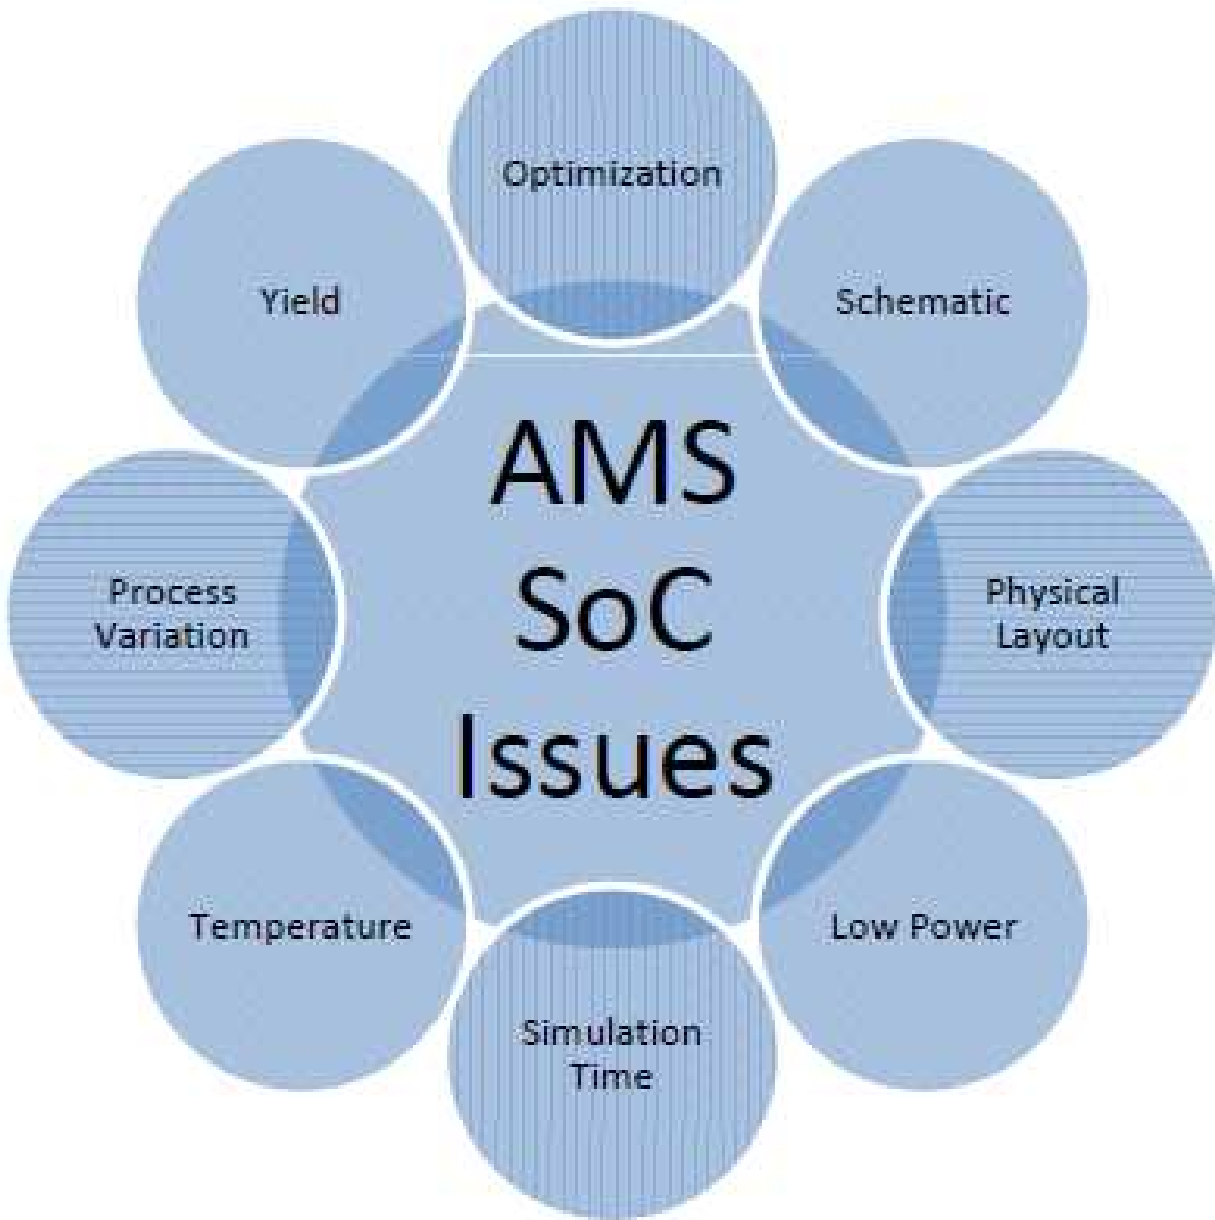 Optimization
Yield
Schematic
AMS
SoC
Issues
Process
Variation
Physical
Layout
Temperature
Low Power
Simulation
Time